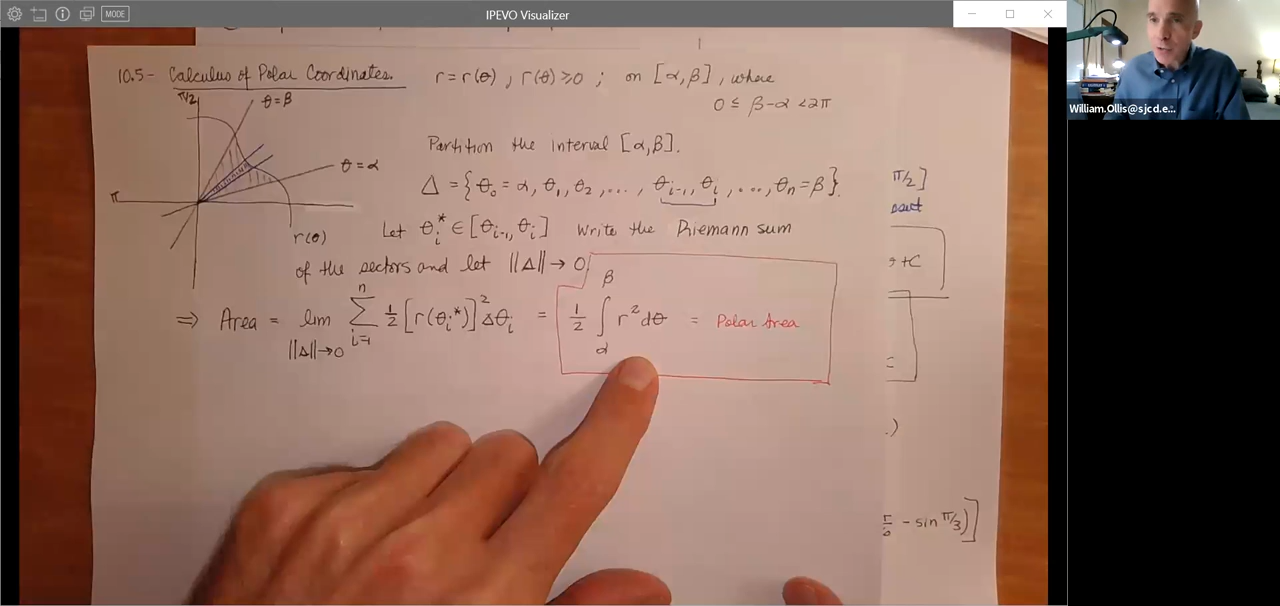 IPEVO Visualizer
MODE
10.5 - Calculus of Polar Coordinates. r = r(θ), r(θ) ≥ 0 ; on [α, β], where
0 ≤ β-α < 2π
π/2
θ = β
Partition the interval [α, β].
θ = α
π
Δ = {θ₀ = α, θ₁, θ₂, ..., θᵢ₋₁, θᵢ, ..., θₙ = β}.
r(θ)
Let θᵢ* ∈ [θᵢ₋₁, θᵢ] Write the Riemann sum
of the sectors and let ||Δ|| → 0
⇒ Area = lim ||Δ||→0 ∑ i=1 n 1/2 [r(θᵢ*)]² Δθᵢ = 1/2 ∫ α β r² dθ = Polar Area
π/2]
+C
- sin π/3)]
William.Ollis@sjcd.e...